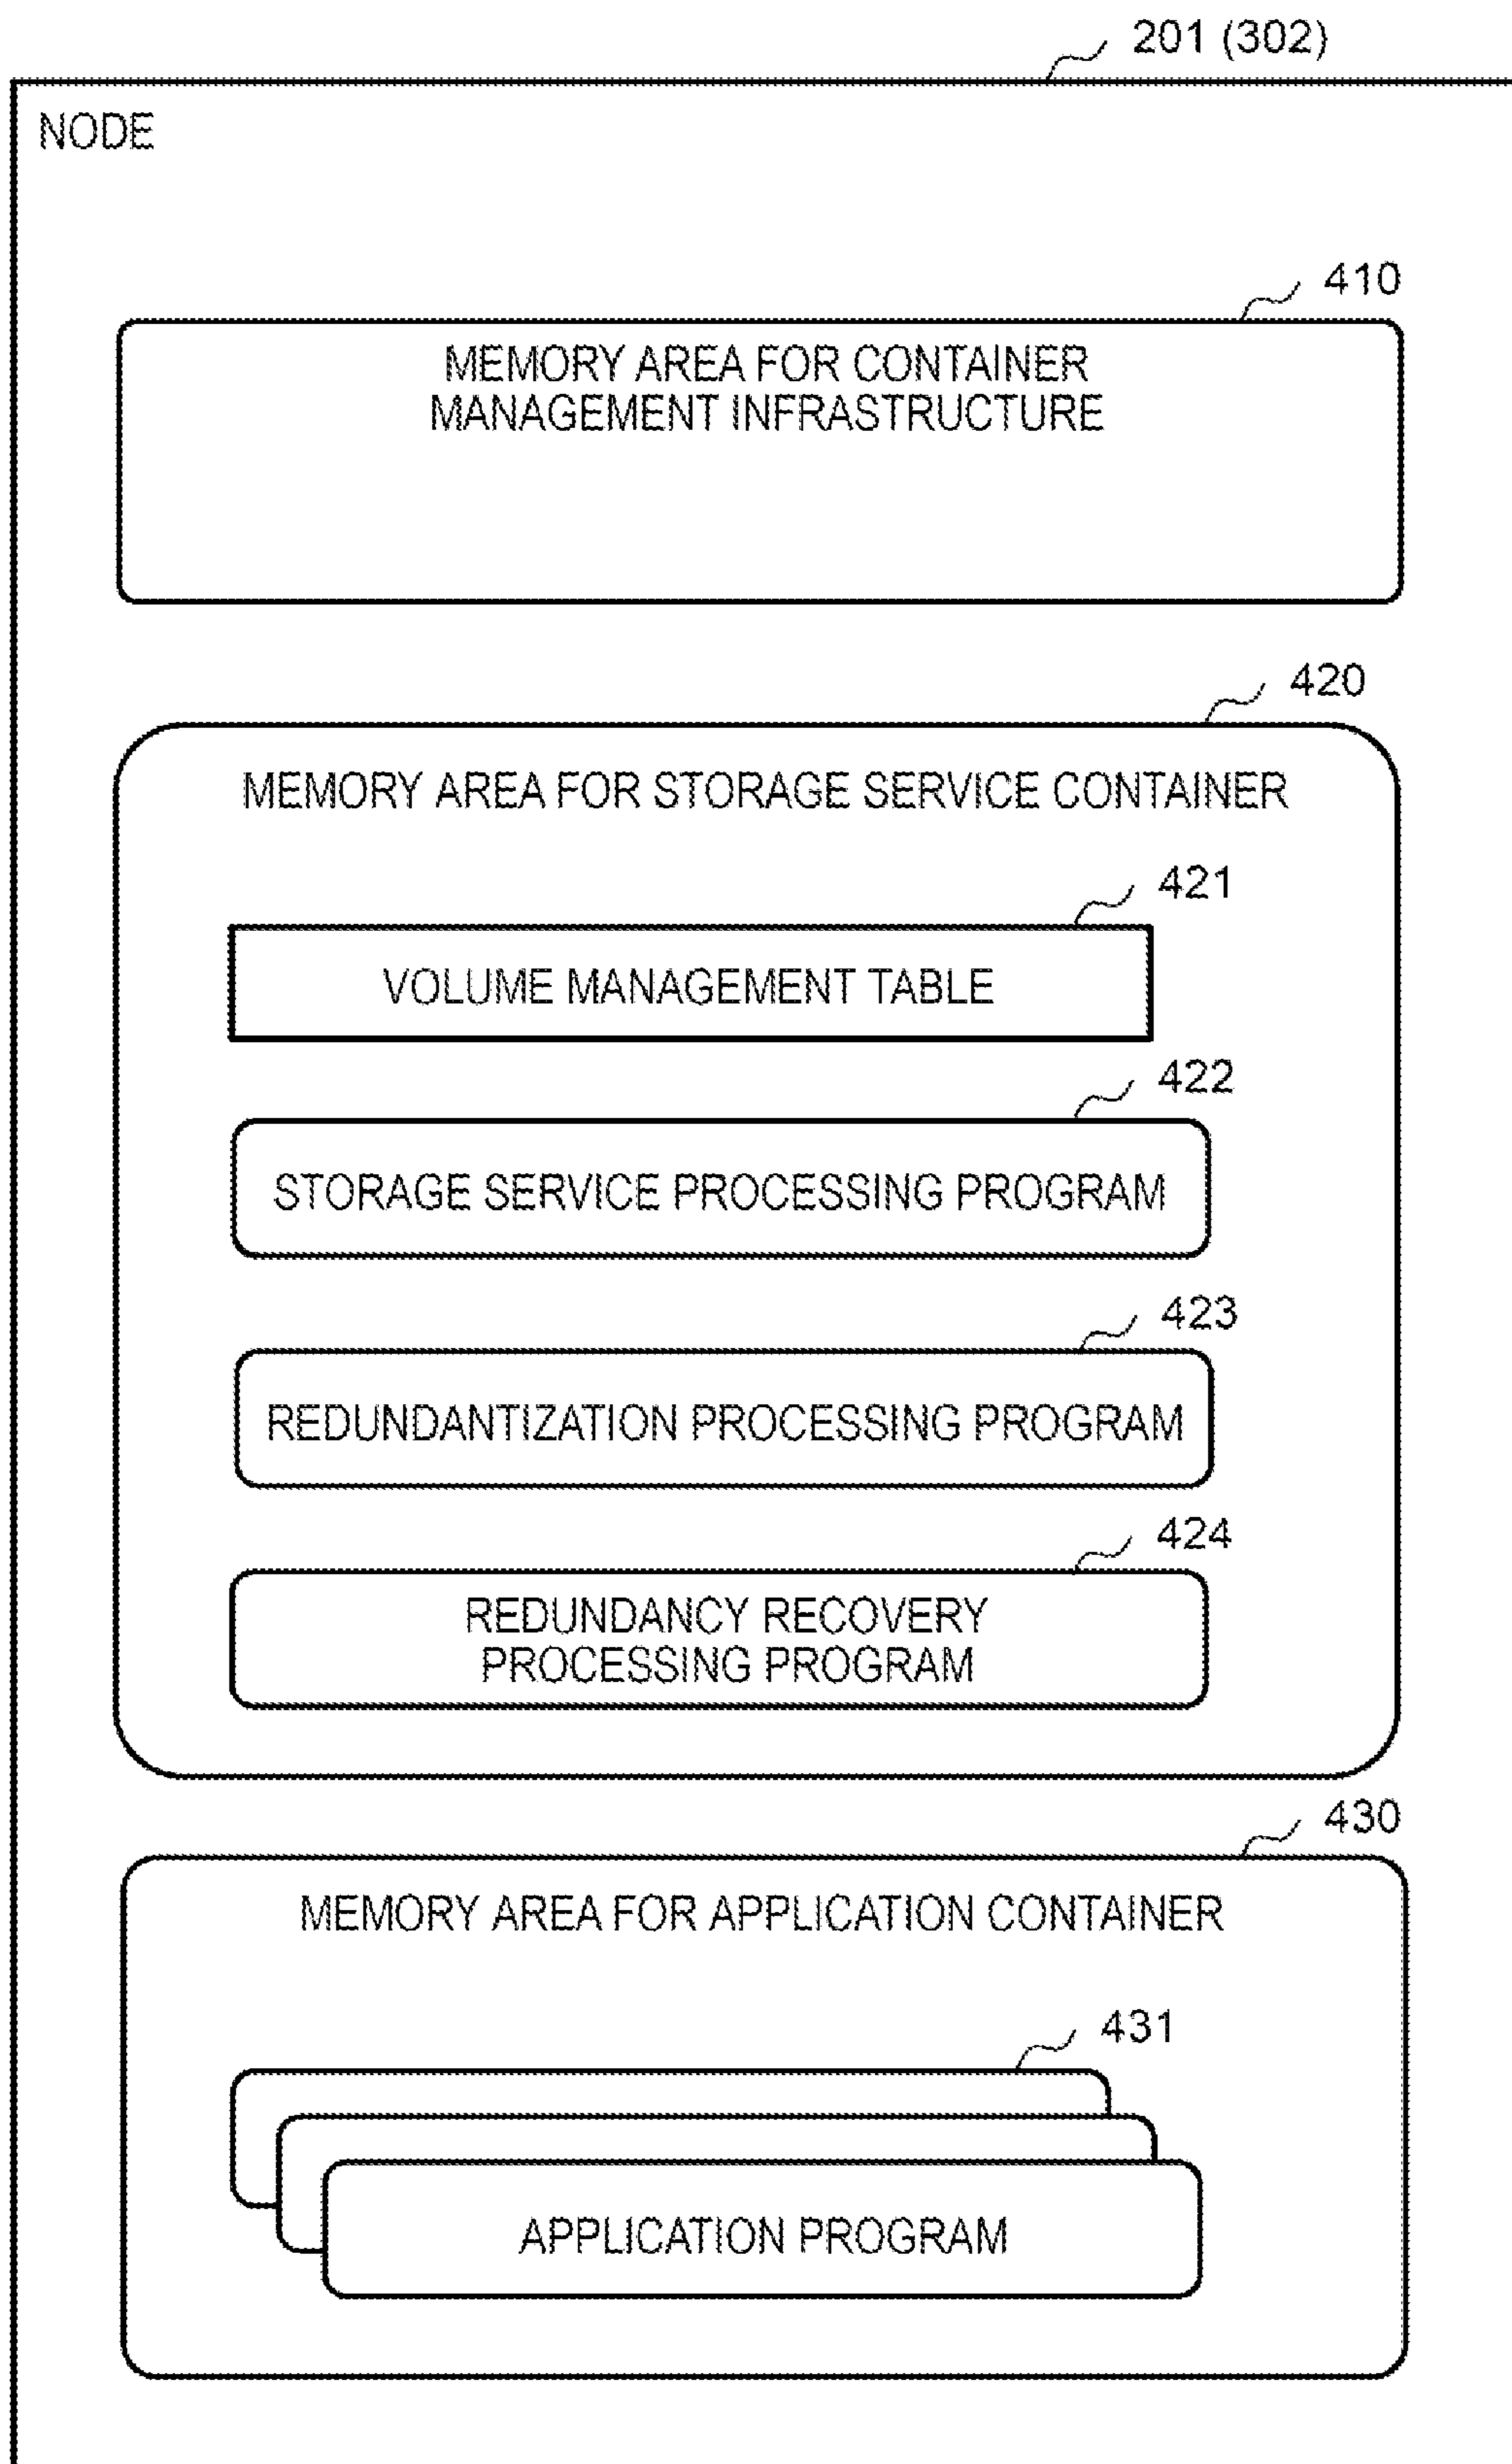 201 (302)
NODE
410
MEMORY AREA FOR CONTAINER
MANAGEMENT INFRASTRUCTURE
420
MEMORY AREA FOR STORAGE SERVICE CONTAINER
421
VOLUME MANAGEMENT TABLE
422
STORAGE SERVICE PROCESSING PROGRAM
423
REDUNDANTIZATION PROCESSING PROGRAM
424
REDUNDANCY RECOVERY
PROCESSING PROGRAM
430
MEMORY AREA FOR APPLICATION CONTAINER
431
APPLICATION PROGRAM